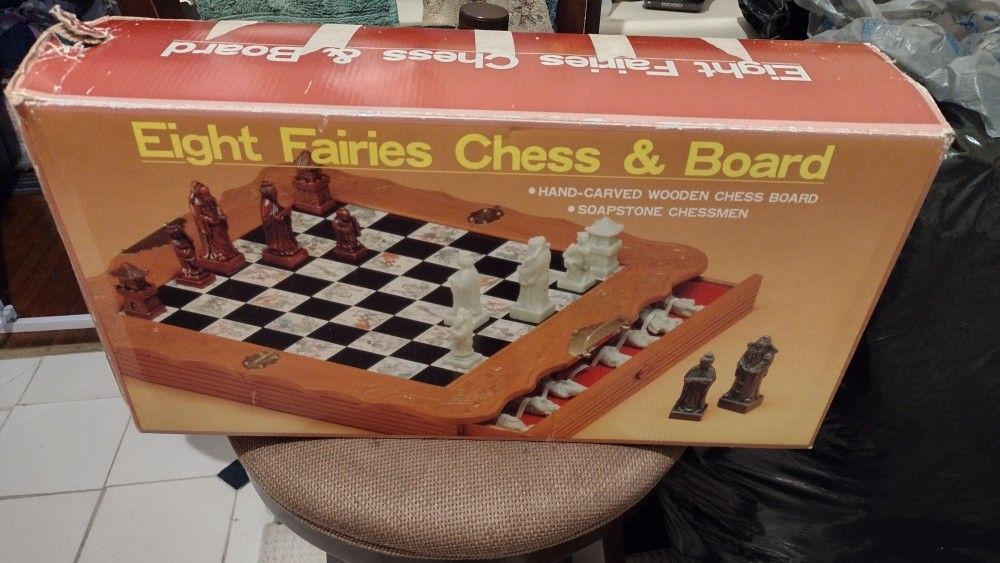 Eight Fairies Chess & Board
Eight Fairies Chess & Board
• HAND-CARVED WOODEN CHESS BOARD
• SOAPSTONE CHESSMEN